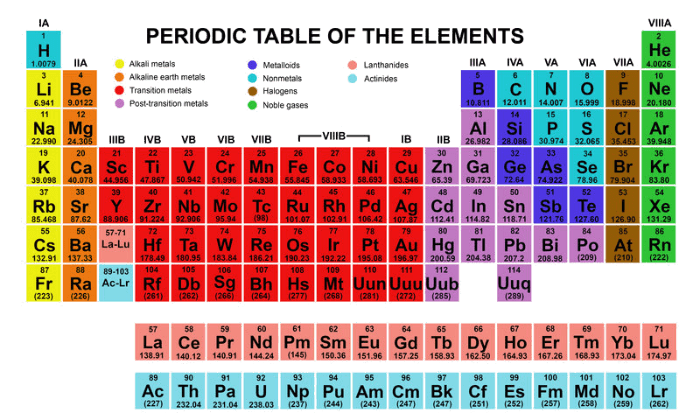 PERIODIC TABLE OF THE ELEMENTS
Alkali metals
Alkaline earth metals
Transition metals
Post-transition metals
Metalloids
Nonmetals
Halogens
Noble gases
Lanthanides
Actinides
IA VIIIA
1 2
H He
1.0079 4.0026
IIA IIIA IVA VA VIA VIIA
3 4 5 6 7 8 9 10
Li Be B C N O F Ne
6.941 9.0122 10.811 12.011 14.007 15.999 18.998 20.180
11 12 13 14 15 16 17 18
Na Mg Al Si P S Cl Ar
22.990 24.305 26.982 28.086 30.974 32.065 35.453 39.948
IIIB IVB VB VIB VIIB VIIIB IB IIB
19 20 21 22 23 24 25 26 27 28 29 30 31 32 33 34 35 36
K Ca Sc Ti V Cr Mn Fe Co Ni Cu Zn Ga Ge As Se Br Kr
39.098 40.078 44.956 47.867 50.942 51.996 54.938 55.845 58.933 58.693 63.546 65.39 69.723 72.64 74.922 78.96 79.904 83.80
37 38 39 40 41 42 43 44 45 46 47 48 49 50 51 52 53 54
Rb Sr Y Zr Nb Mo Tc Ru Rh Pd Ag Cd In Sn Sb Te I Xe
85.468 87.62 88.906 91.224 92.906 95.94 (98) 101.07 102.91 106.42 107.87 112.41 114.82 118.71 121.76 127.60 126.90 131.29
55 56 57-71 72 73 74 75 76 77 78 79 80 81 82 83 84 85 86
Cs Ba La-Lu Hf Ta W Re Os Ir Pt Au Hg Tl Pb Bi Po At Rn
132.91 137.33 178.49 180.95 183.84 186.21 190.23 192.22 195.08 196.97 200.59 204.38 207.2 208.98 (209) (210) (222)
87 88 89-103 104 105 106 107 108 109 110 111 112 114
Fr Ra Ac-Lr Rf Db Sg Bh Hs Mt Uun Uuu Uub Uuq
(223) (226) (261) (262) (266) (264) (277) (268) (281) (272) (285) (289)
57 58 59 60 61 62 63 64 65 66 67 68 69 70 71
La Ce Pr Nd Pm Sm Eu Gd Tb Dy Ho Er Tm Yb Lu
138.91 140.12 140.91 144.24 (145) 150.36 151.96 157.25 158.93 162.50 164.93 167.26 168.93 173.04 174.97
89 90 91 92 93 94 95 96 97 98 99 100 101 102 103
Ac Th Pa U Np Pu Am Cm Bk Cf Es Fm Md No Lr
(227) 232.04 231.04 238.03 (237) (244) (243) (247) (247) (251) (252) (257) (258) (259) (262)